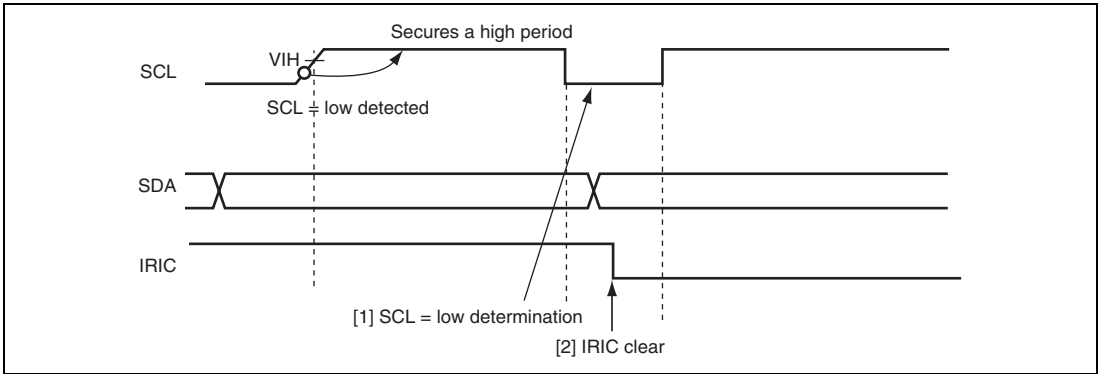 Secures a high period
VIH
SCL
SCL = low detected
SDA
IRIC
[1] SCL = low determination
[2] IRIC clear